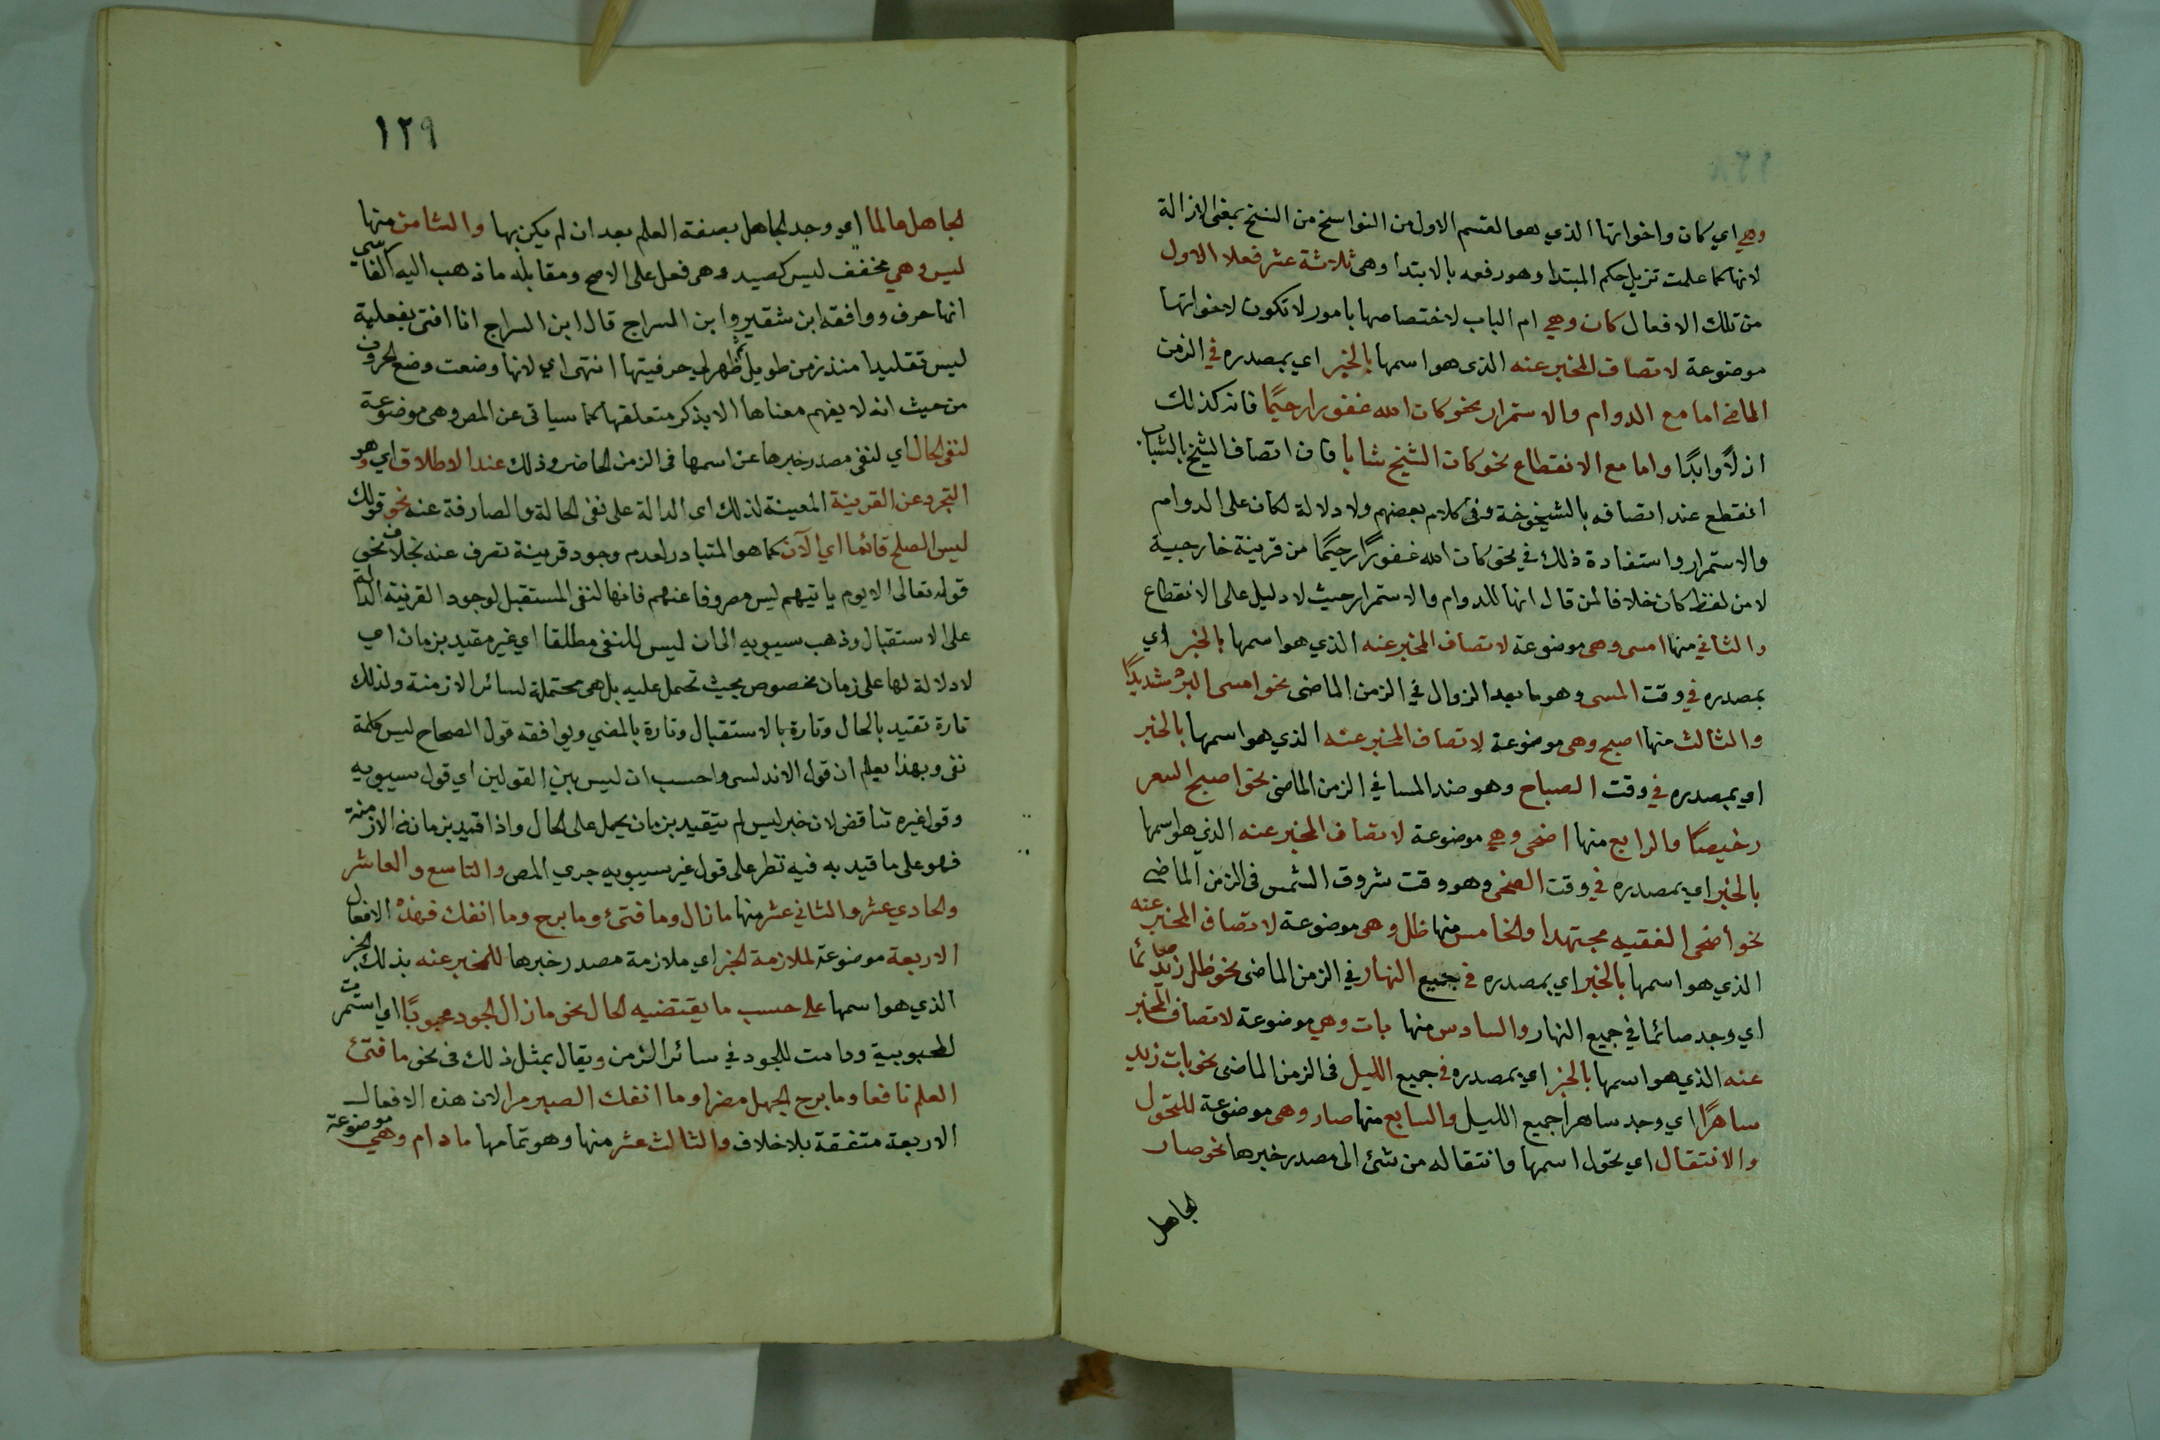 وهي اي كان واخواتها الذي هو القسم الاول من النواسخ من النسخ بمعنى الازالة
لانها كما علمت تزيل حكم المبتدا وهو رفعه بالابتدا وهي ثلاثة عشر فعلا الاول
من تلك الافعال كان وهي ام الباب لاختصاصها بامور لا تكون لاخواتها
موضوعة لاتصاف المخبر عنه الذي هو اسمها بالخبر اي بمصدره في الزمن
الماضي اما مع الدوام والاستمرار نحو كان الله غفورا رحيمًا فانه كذلك
ازلًا وابدًا واما مع الانقطاع نحو كان الشيخ شابا فان اتصاف الشيخ بالشباب
انقطع عند اتصافه بالشيخوخة وفي كلام بعضهم ولا دلالة لكان على الدوام
والاستمرار واستفادة ذلك في نحو كان الله غفورًا رحيمًا من قرينة خارجية
لا من لفظ كان خلافا لمن قال انها للدوام والاستمرار حيث لا دليل على الانقطاع
والثاني منها امسى وهي موضوعة لاتصاف المخبر عنه الذي هو اسمها بالخبر اي
بمصدره في وقت المسى وهو ما بعد الزوال في الزمن الماضي نحو امسى البرد شديدًا
والثالث منها اصبح وهي موضوعة لاتصاف المخبر عنه الذي هو اسمها بالخبر
اي بمصدره في وقت الصباح وهو ضد المسا في الزمن الماضي نحو اصبح السعر
رخيصًا والرابع منها اضحى وهي موضوعة لاتصاف المخبر عنه الذي هو اسمها
بالخبر اي بمصدره في وقت الضحى وهو وقت شروق الشمس في الزمن الماضي
نحو أضحى الفقيه مجتهدا والخامس منها ظل وهي موضوعة لاتصاف المخبر عنه
الذي هو اسمها بالخبر اي بمصدره في جميع النهار في الزمن الماضي نحو ظل زيد صائما
اي وجد صائما في جميع النهار والسادس منها بات وهي موضوعة لاتصاف المخبر
عنه الذي هو اسمها بالخبر اي بمصدره في جميع الليل في الزمن الماضي نحو بات زيد
ساهرًا اي وجد ساهرا جميع الليل والسابع منها صار وهي موضوعة للتحول
والانتقال اي تحول اسمها وانتقاله من شئ الى مصدر خبرها نحو صار
الجاهل
١٢٩
الجاهل عالما اي وجد الجاهل بصفة العلم بعد ان لم يكن بها والثامن منها
ليس وهي مخفف ليس كصيد وهي فعل على الاصح ومقابله ما ذهب اليه الفارسي
انها حرف ووافقه ابن شقير وابن السراج قال ابن السراج انا افتى بفعلية
ليس تقليدا منذ زمن طويل ثم ظهر لي حرفيتها انتهى اي لانها وضعت وضع الحروف
من حيث انه لا يفهم معناها الا بذكر متعلقها كما سياتي عن المص وهي موضوعة
لنفي الحال اي لنفي مصدر خبرها عن اسمها في الزمن الحاضر وذلك عند الاطلاق اي وهو
التجرد عن القرينة المعينة لذلك اي الدالة على نفي الحالة والصارفة عنه نحو قولك
ليس الصلح قائما اي الآن كما هو المتبادر لعدم وجود قرينة تصرف عنه بخلاف نحو
قوله تعالى الا يوم ياتيهم ليس مصروفا عنهم فانها لنفي المستقبل لوجود القرينة الدالة
على الاستقبال وذهب سيبويه الى ان ليس للنفي مطلقا اي غير مقيد بزمان اي
لا دلالة لها على زمان مخصوص بحيث تحمل عليه بل هي محتملة لسائر الازمنة ولذلك
تارة تقيد بالحال وتارة بالاستقبال وتارة بالمضي ويوافقه قول الصحاح ليس كلمة
نفي وبهذا يعلم ان قول الاندلسي واحسب ان ليس بين القولين اي قول سيبويه
وقول غيره تناقض لان خبر ليس لم يتقيد بزمان يحمل على الحال واذا قيد بزمان من الازمنة
فهو على ما قيد به فيه نظر على قول غير سيبويه جري المص والتاسع والعاشر
والحادي عشر والثاني عشر منها ما زال وما فتئ وما برح وما انفك فهذه الافعال
الاربعة موضوعة لملازمة الخبر اي ملازمة مصدر خبرها للمخبر عنه بذلك الخبر
الذي هو اسمها على حسب ما يقتضيه الحال نحو ما زال الجود محبوبًا اي استمرت
المحبوبية ودامت للجود في سائر الزمن ويقال بمثل ذلك في نحو ما فتئ
العلم نافعا وما برح الجهل مضرا وما انفك الصبر مرا لان هذه الافعال
الاربعة متفقة بلا خلاف والثالث عشر منها وهو تمامها ما دام وهي موضوعة